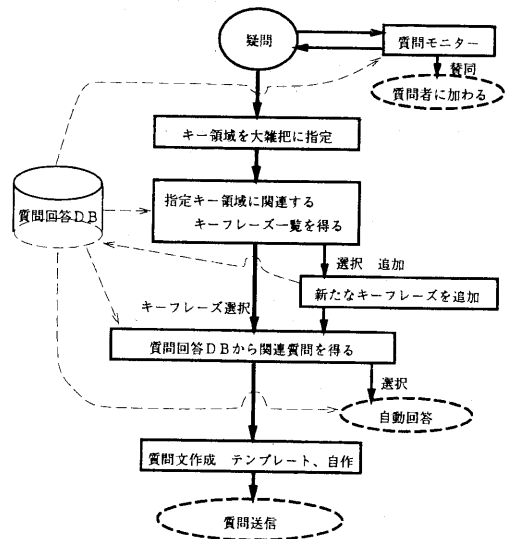 疑問
質問モニター
賛同
質問者に加わる
キー領域を大雑把に指定
質問回答DB
指定キー領域に関連する
キーフレーズ一覧を得る
選択 追加
新たなキーフレーズを追加
キーフレーズ選択
質問回答DBから関連質問を得る
選択
自動回答
質問文作成 テンプレート、自作
質問送信